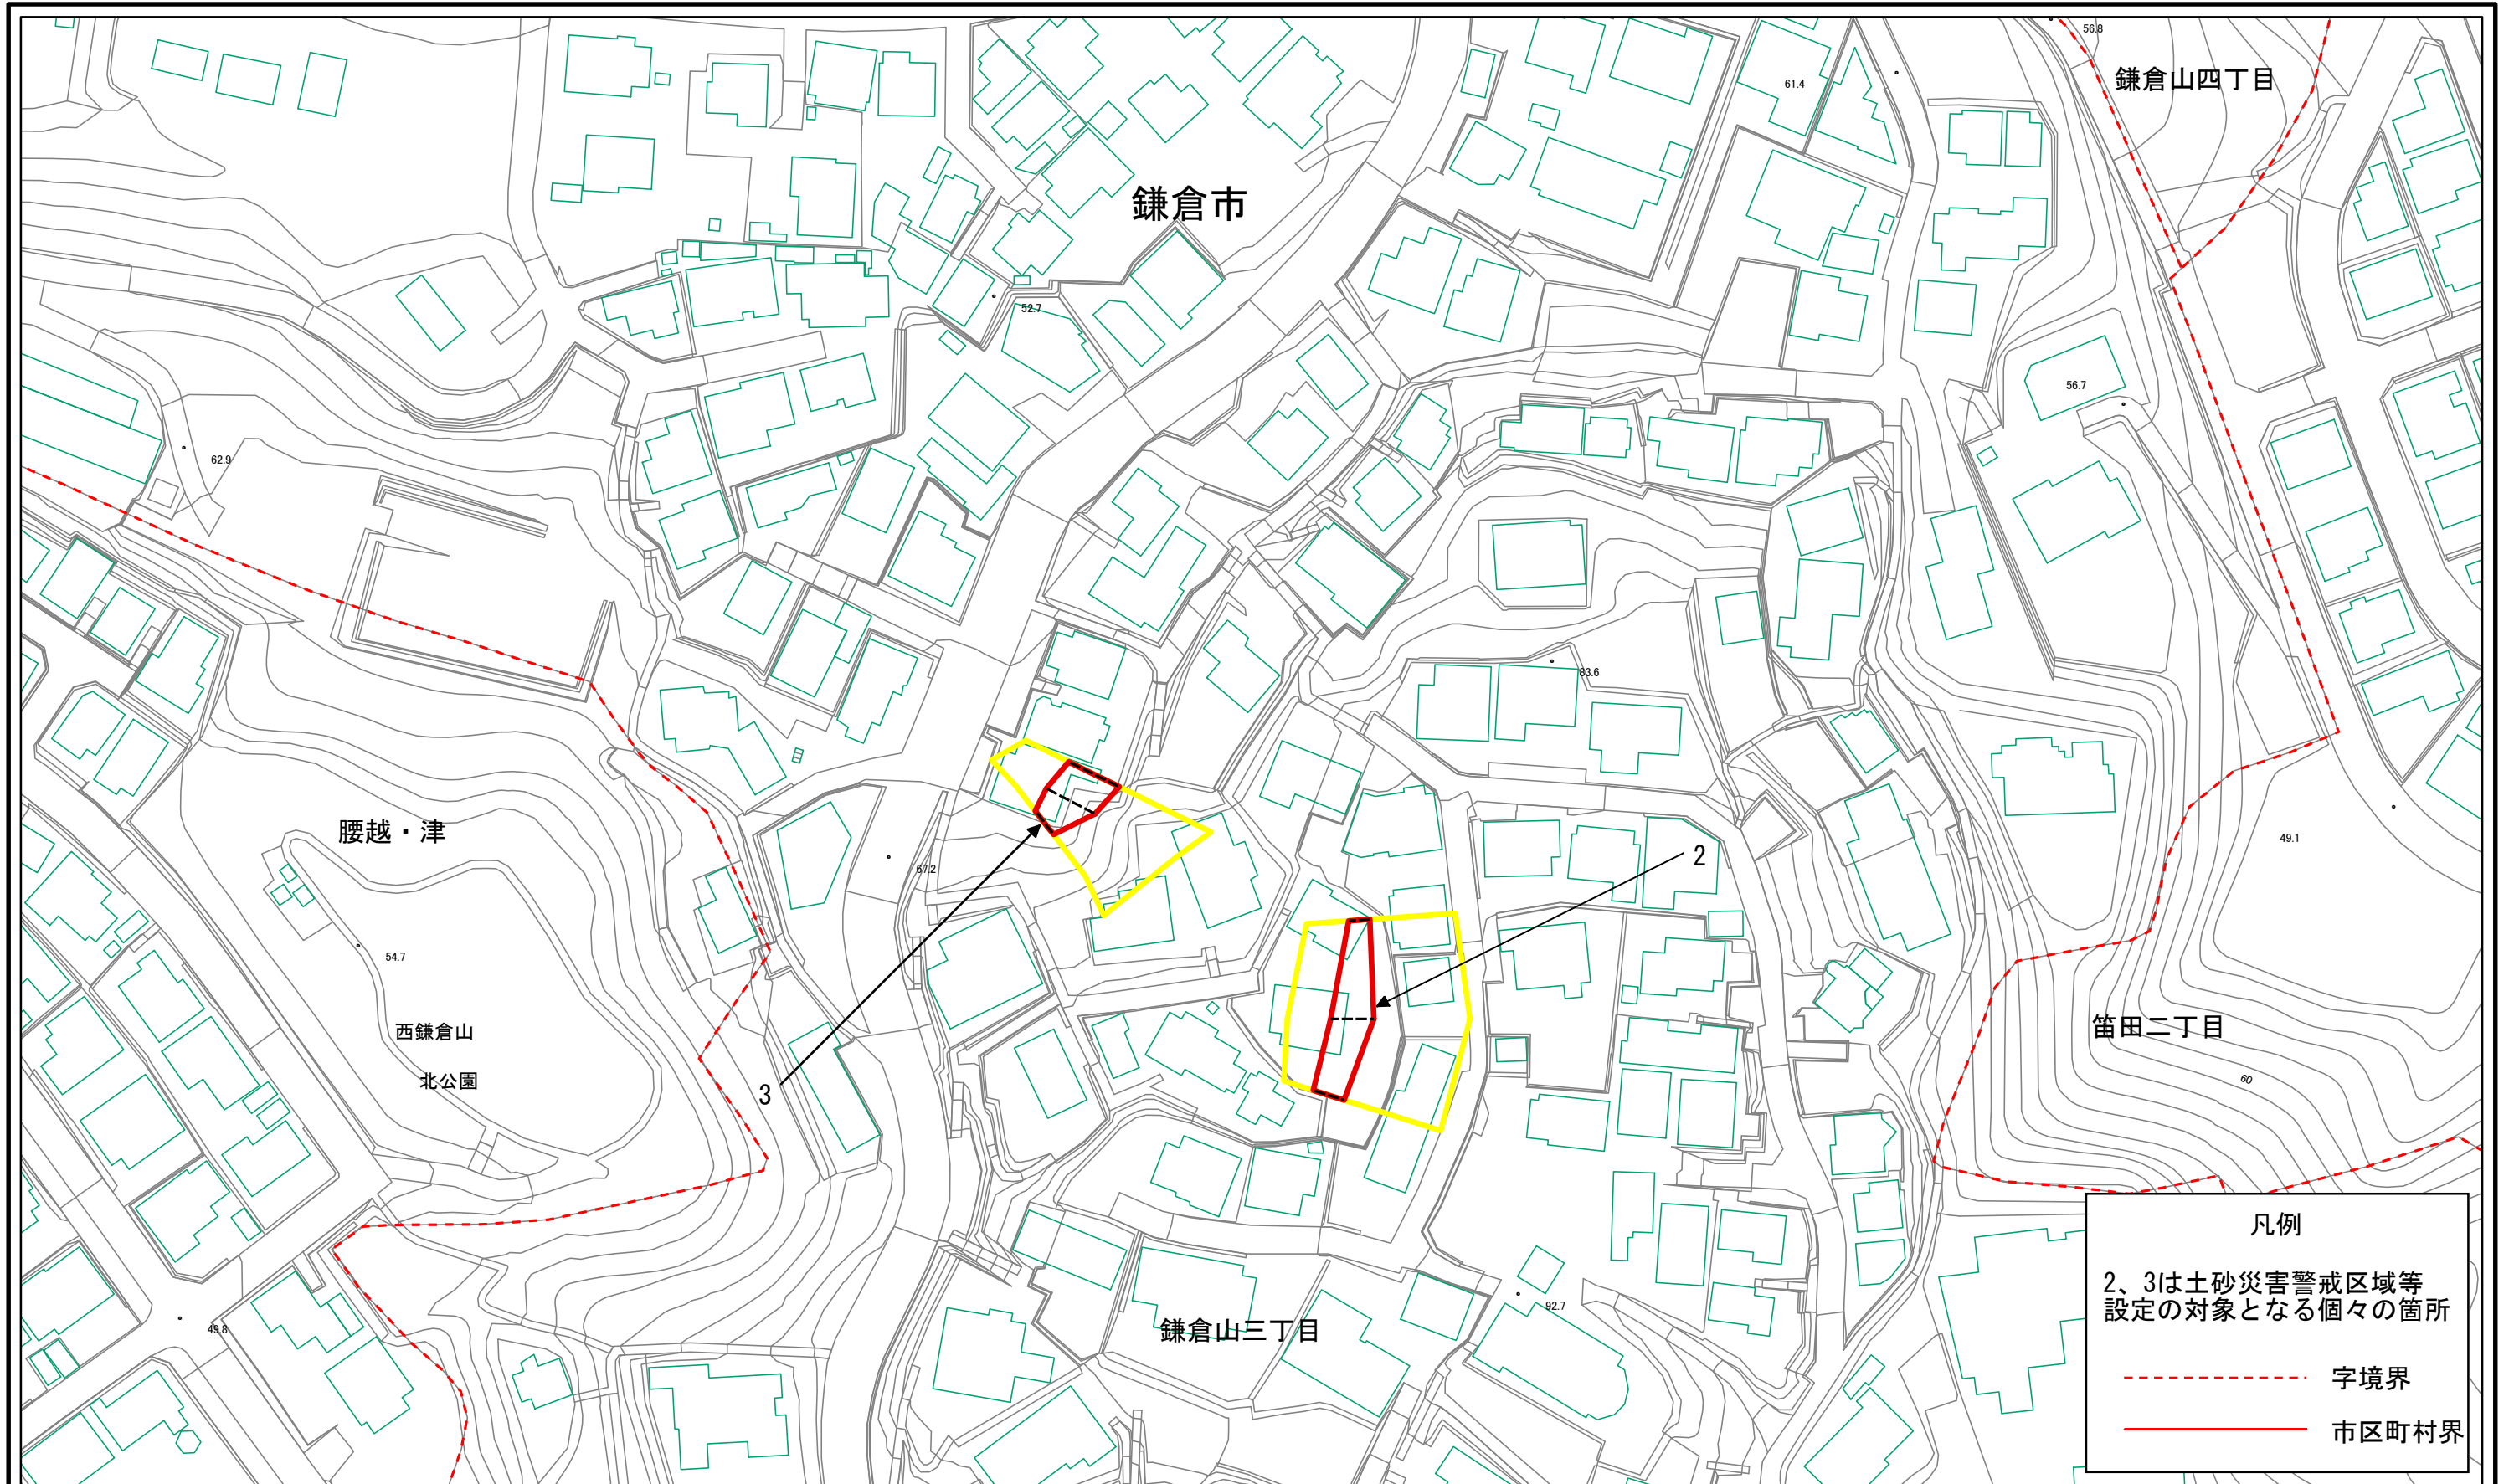 56.8
鎌倉山四丁目
61.4
鎌倉市
52.7
56.7
62.9
83.6
腰越・津
49.1
2
67.2
54.7
西鎌倉山
北公園
笛田二丁目
60
3
凡例
2、3は土砂災害警戒区域等
設定の対象となる個々の箇所
字境界
市区町村界
92.7
49.8
鎌倉山三丁目